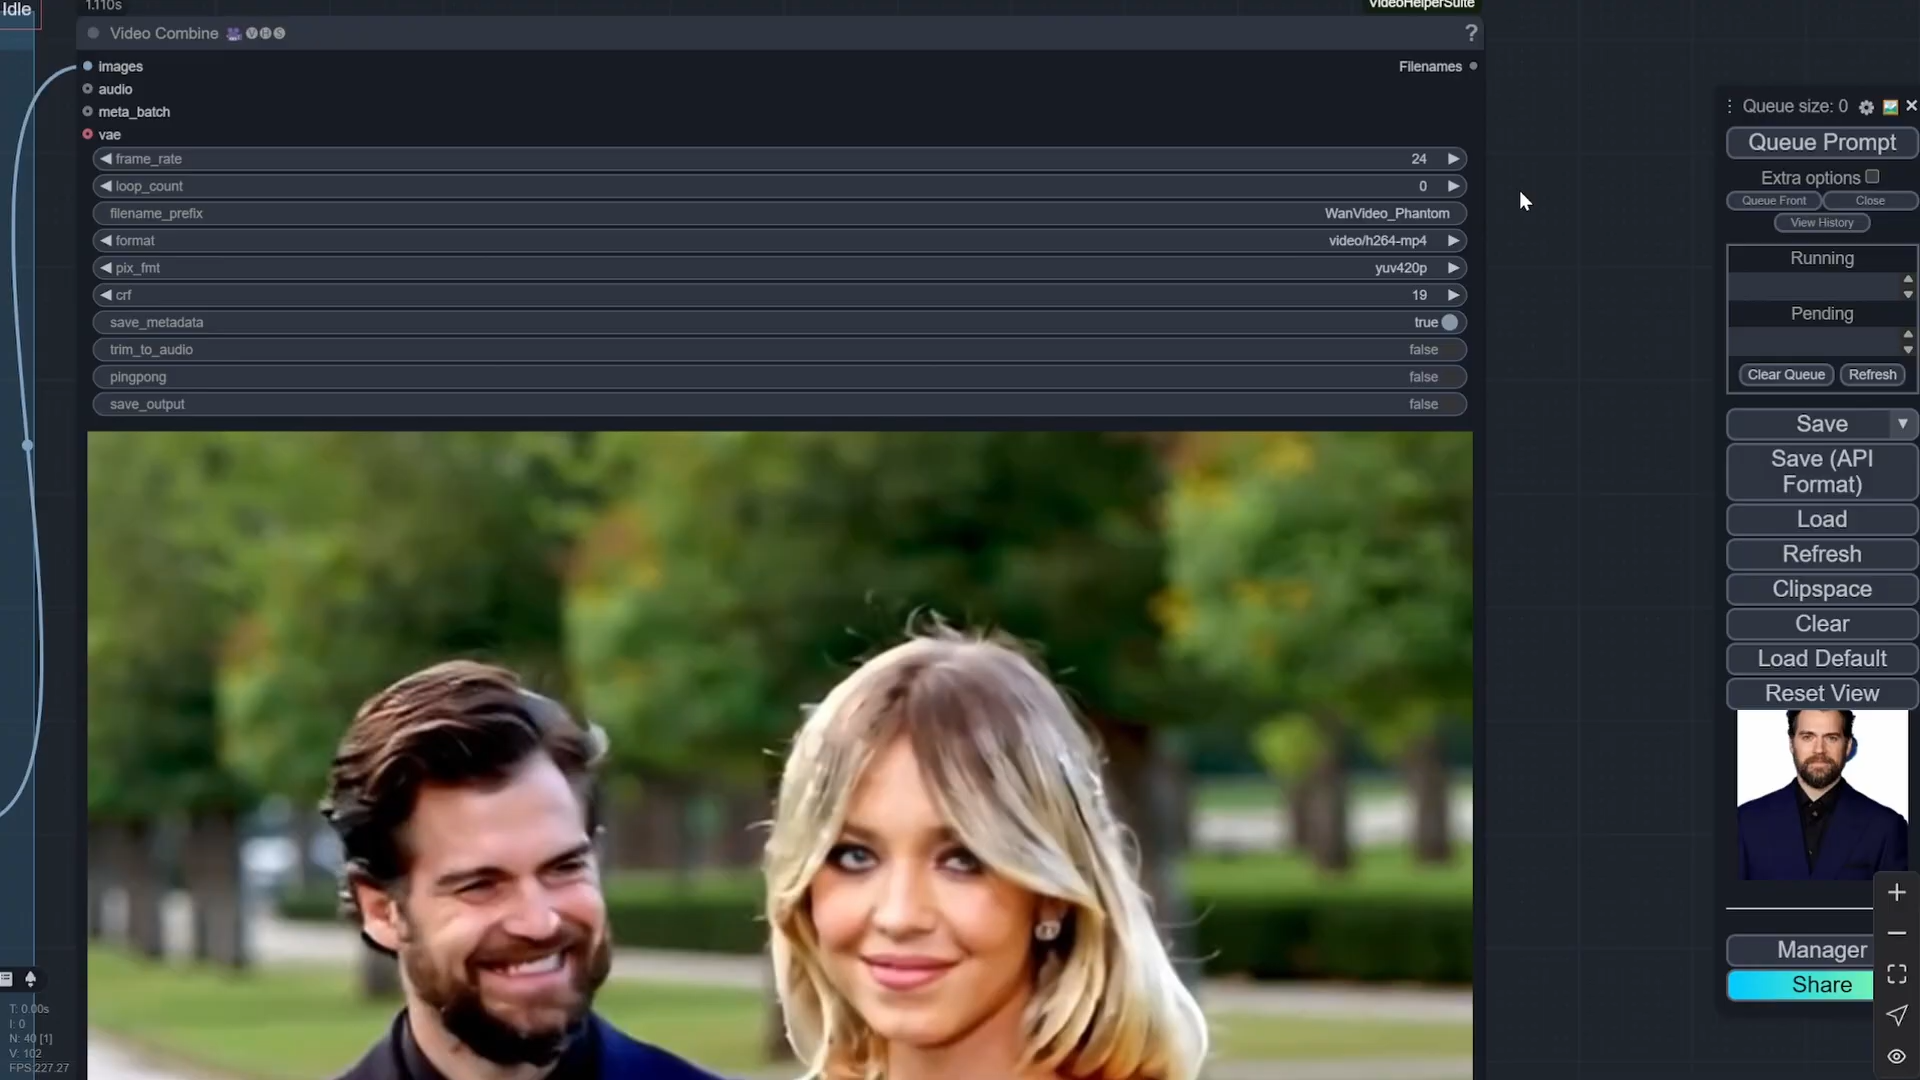 Idle
1.110s
VideoHelperSuite
Video Combine VHS
?
images
Filenames
audio
meta_batch
vae
frame_rate 24
loop_count 0
filename_prefix WanVideo_Phantom
format video/h264-mp4
pix_fmt yuv420p
crf 19
save_metadata true
trim_to_audio false
pingpong false
save_output false
Queue size: 0
Queue Prompt
Extra options
Queue Front
Close
View History
Running
Pending
Clear Queue
Refresh
Save
Save (API
Format)
Load
Refresh
Clipspace
Clear
Load Default
Reset View
Manager
Share
T: 0.00s
I: 0
N: 40 [1]
V: 102
FPS:227.27